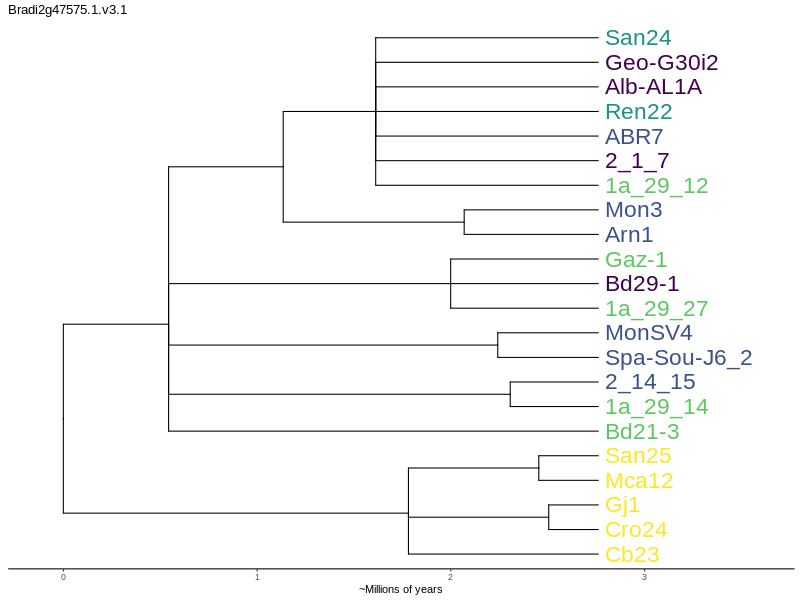 Bradi2g47575.1.v3.1
San24
Geo-G30i2
Alb-AL1A
Ren22
ABR7
2_1_7
1a_29_12
Mon3
Arn1
Gaz-1
Bd29-1
1a_29_27
MonSV4
Spa-Sou-J6_2
2_14_15
1a_29_14
Bd21-3
San25
Mca12
Gj1
Cro24
Cb23
0 1 2 3
~Millions of years